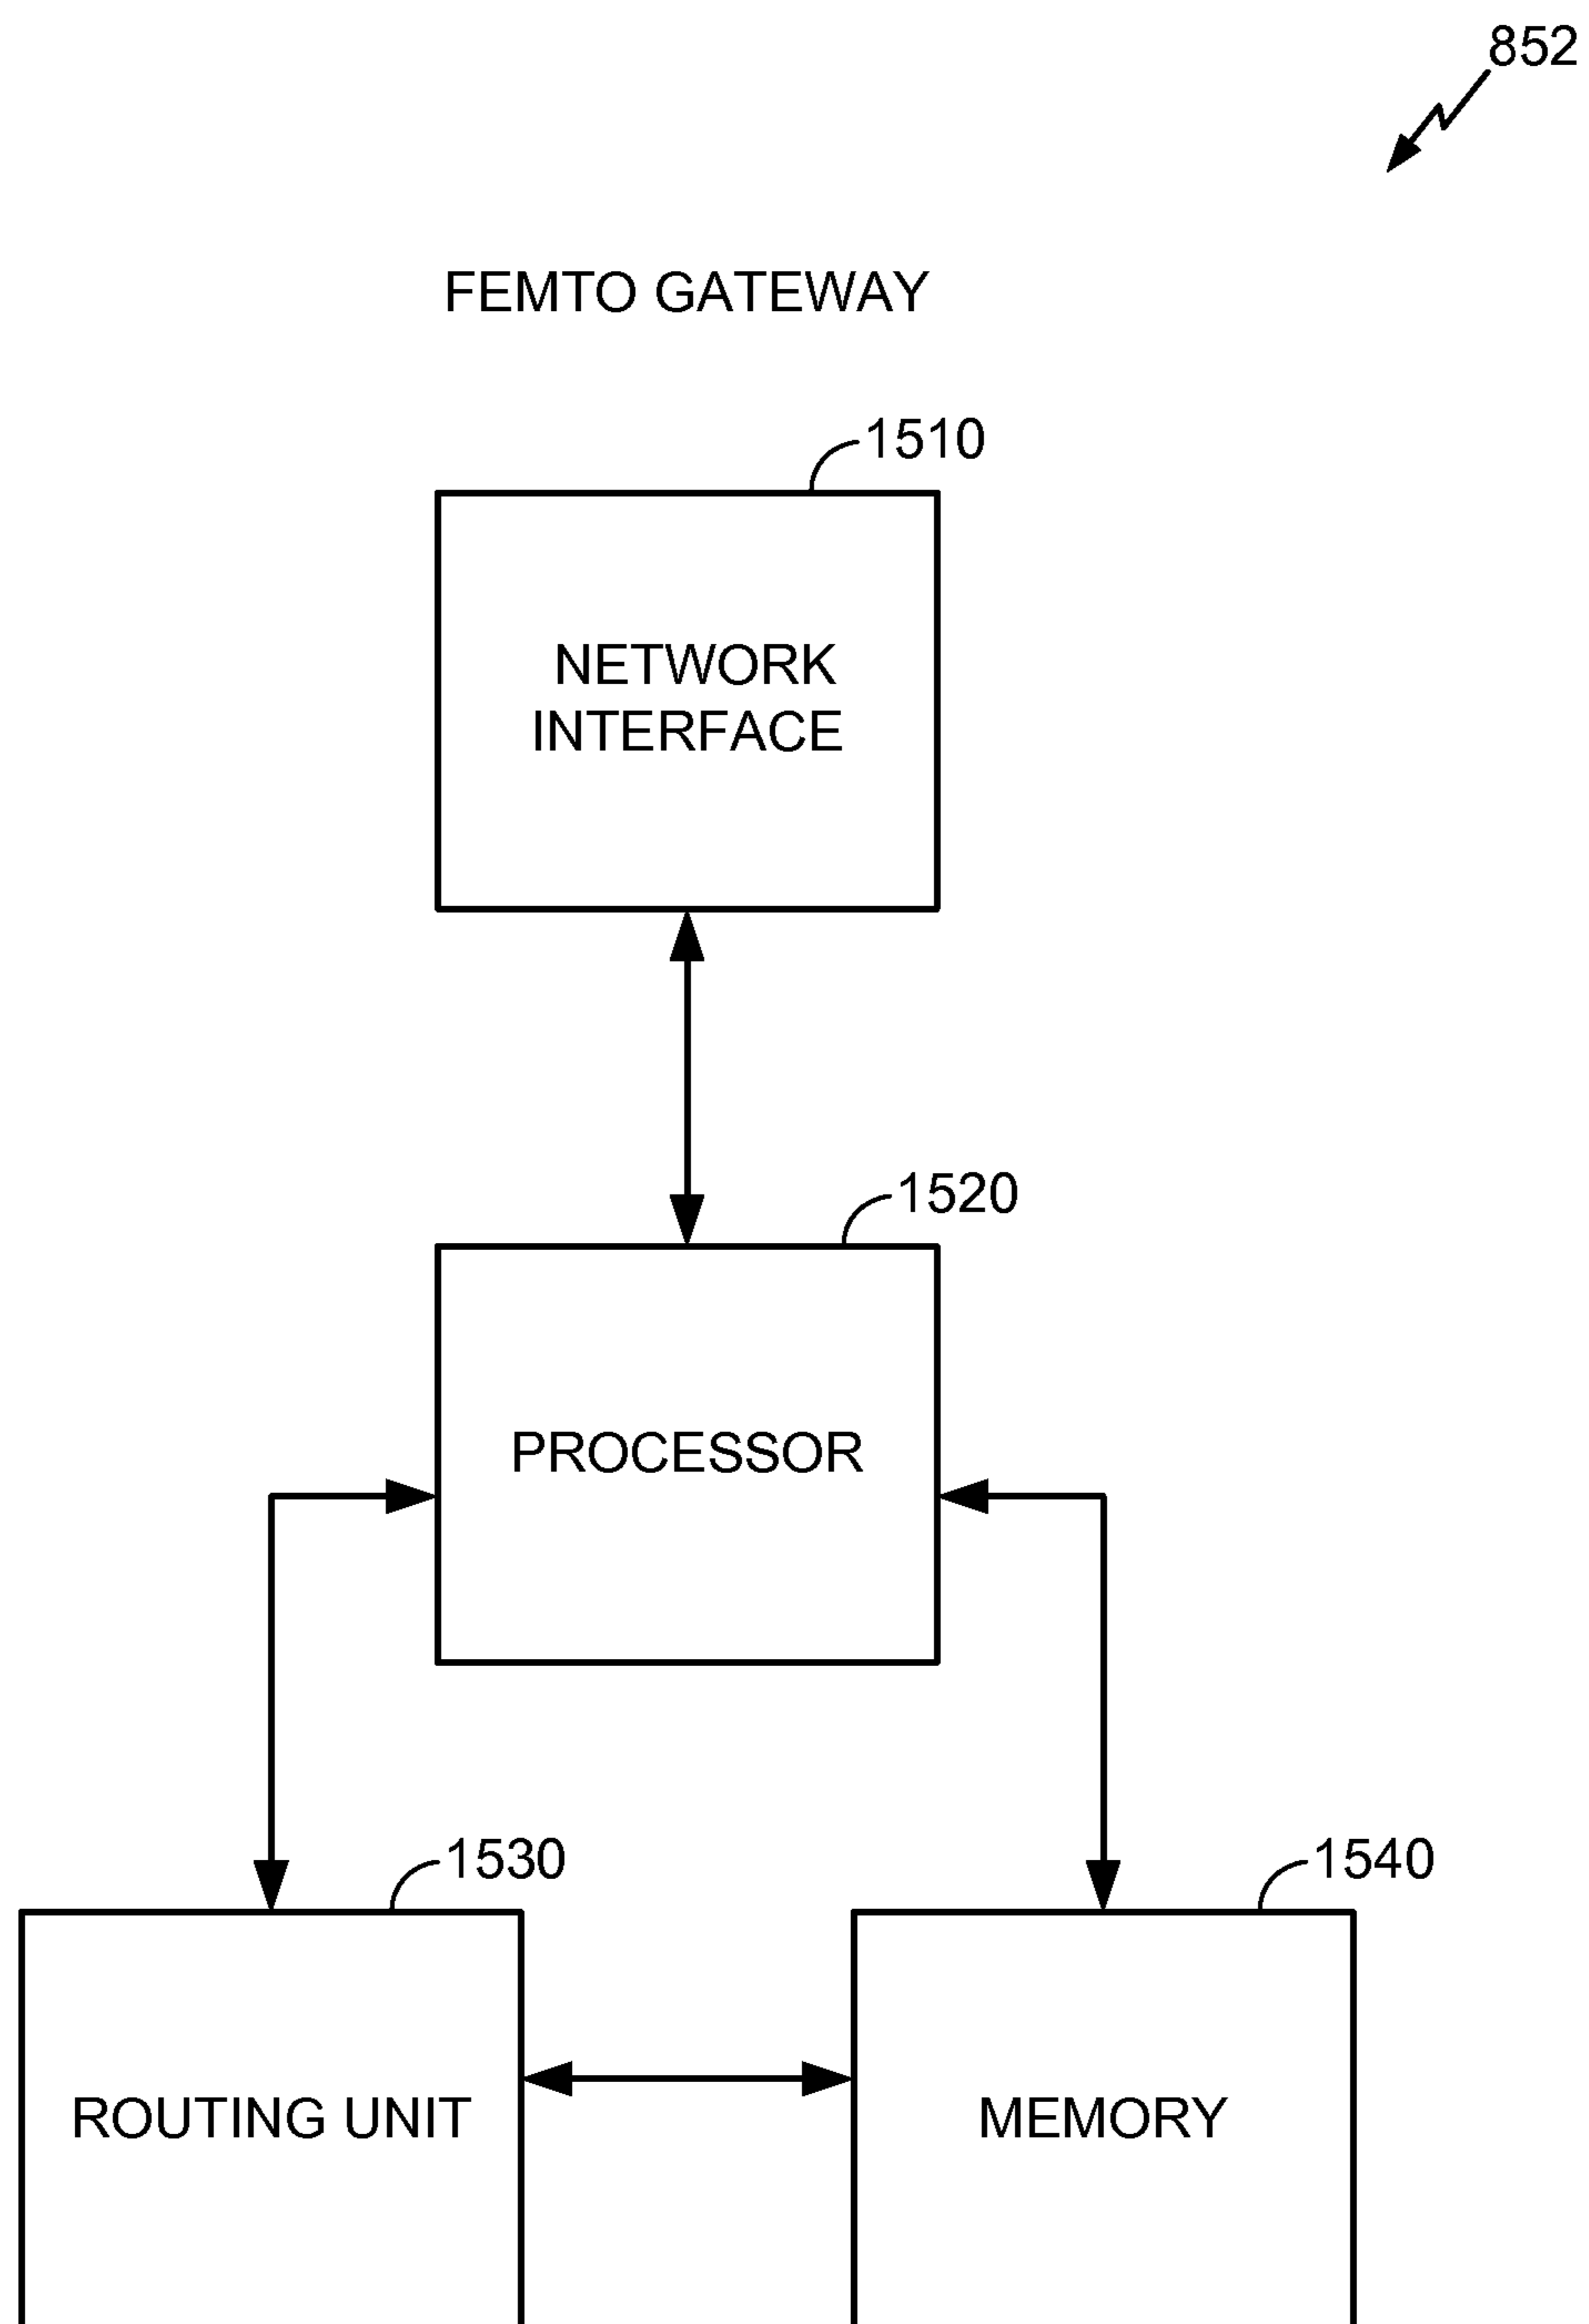 852
FEMTO GATEWAY
1510
NETWORK
INTERFACE
1520
PROCESSOR
1530
1540
ROUTING UNIT
MEMORY